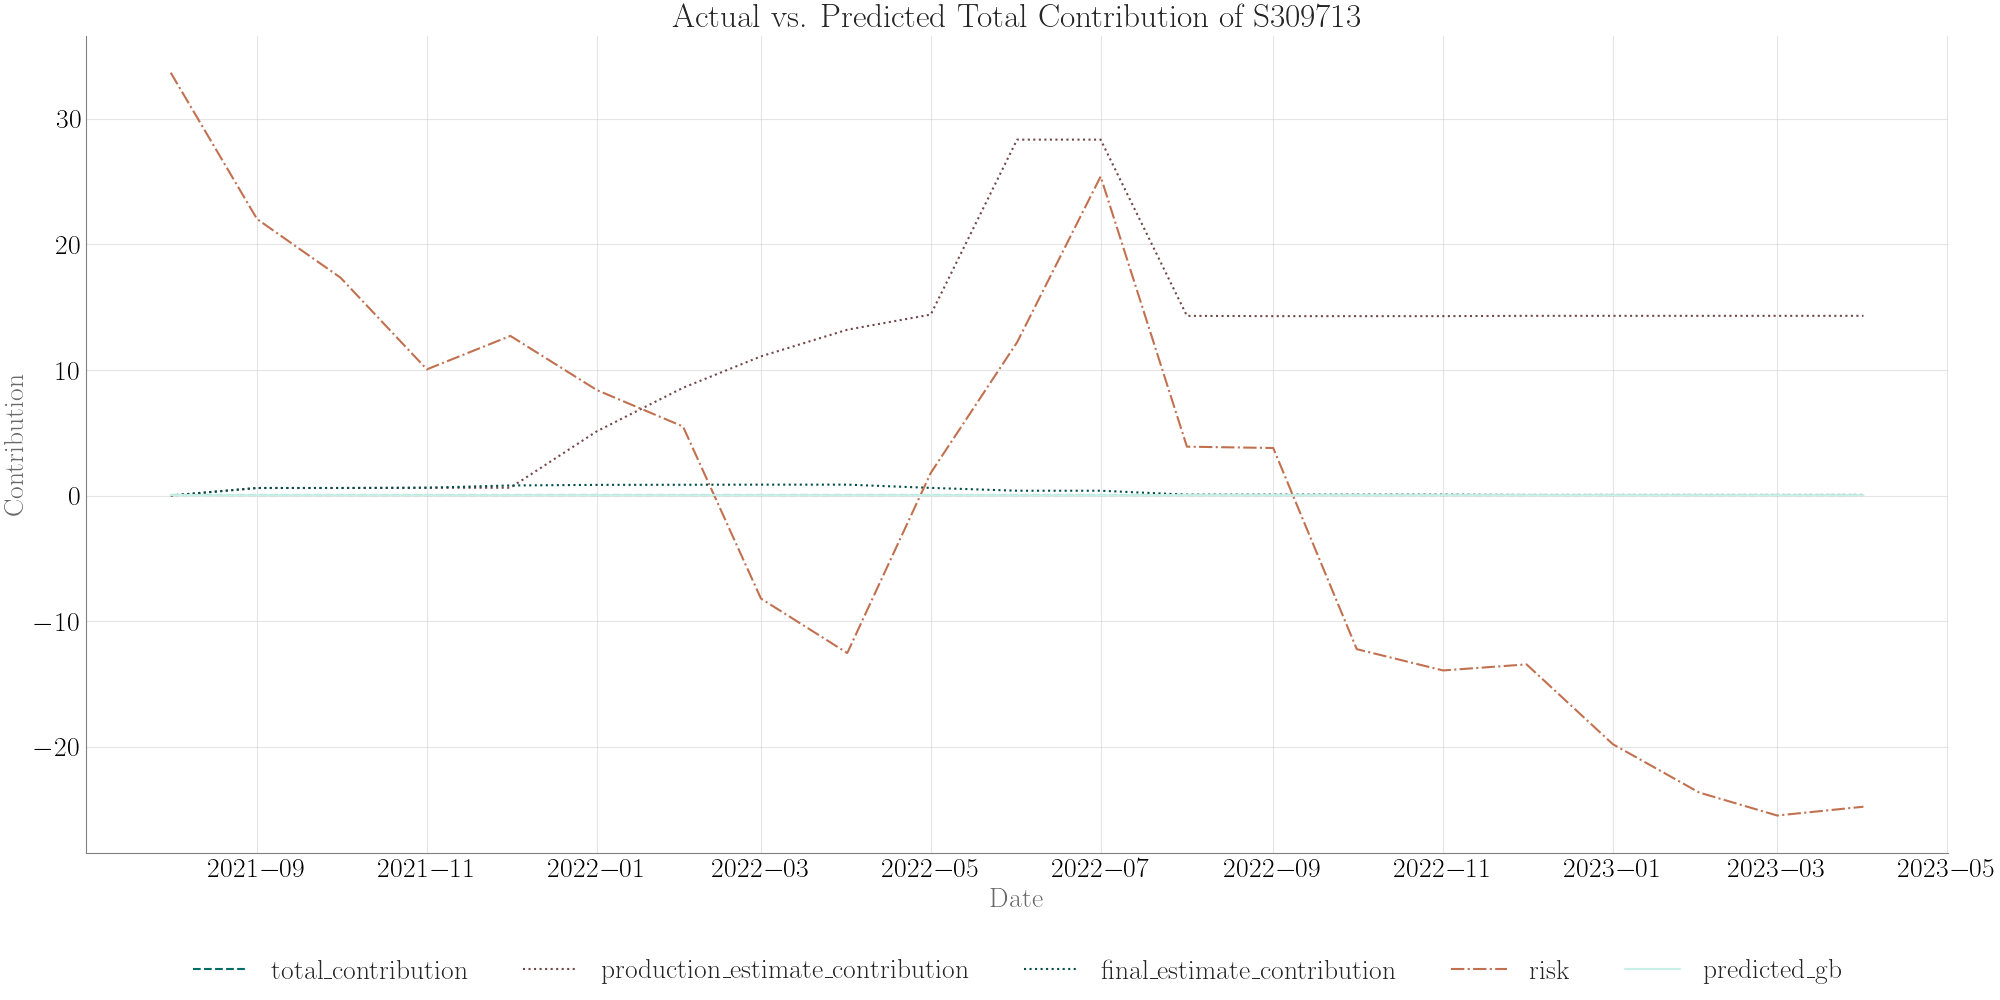 Actual vs. Predicted Total Contribution of S309713
Contribution
30
20
10
0
−10
−20
2021−09 2021−11 2022−01 2022−03 2022−05 2022−07 2022−09 2022−11 2023−01 2023−03 2023−05
Date
total_contribution production_estimate_contribution final_estimate_contribution risk predicted_gb